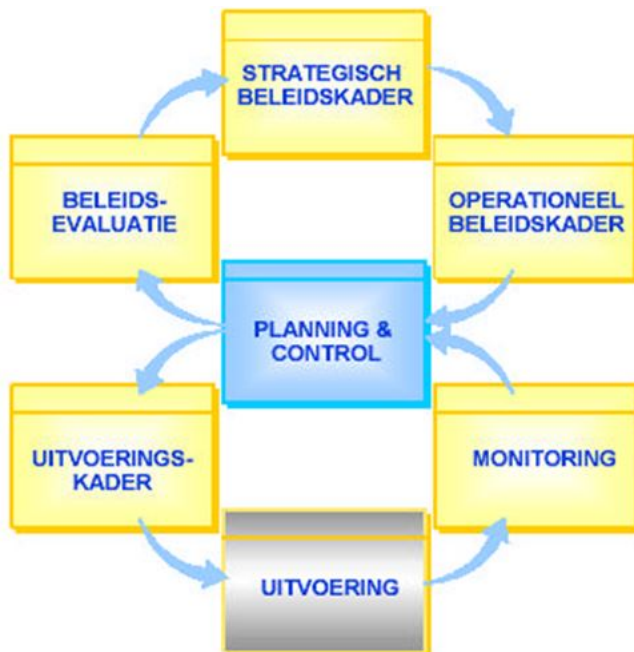 STRATEGISCH
BELEIDSKADER
BELEIDS-
EVALUATIE
OPERATIONEEL
BELEIDSKADER
PLANNING &
CONTROL
UITVOERINGS-
KADER
MONITORING
UITVOERING